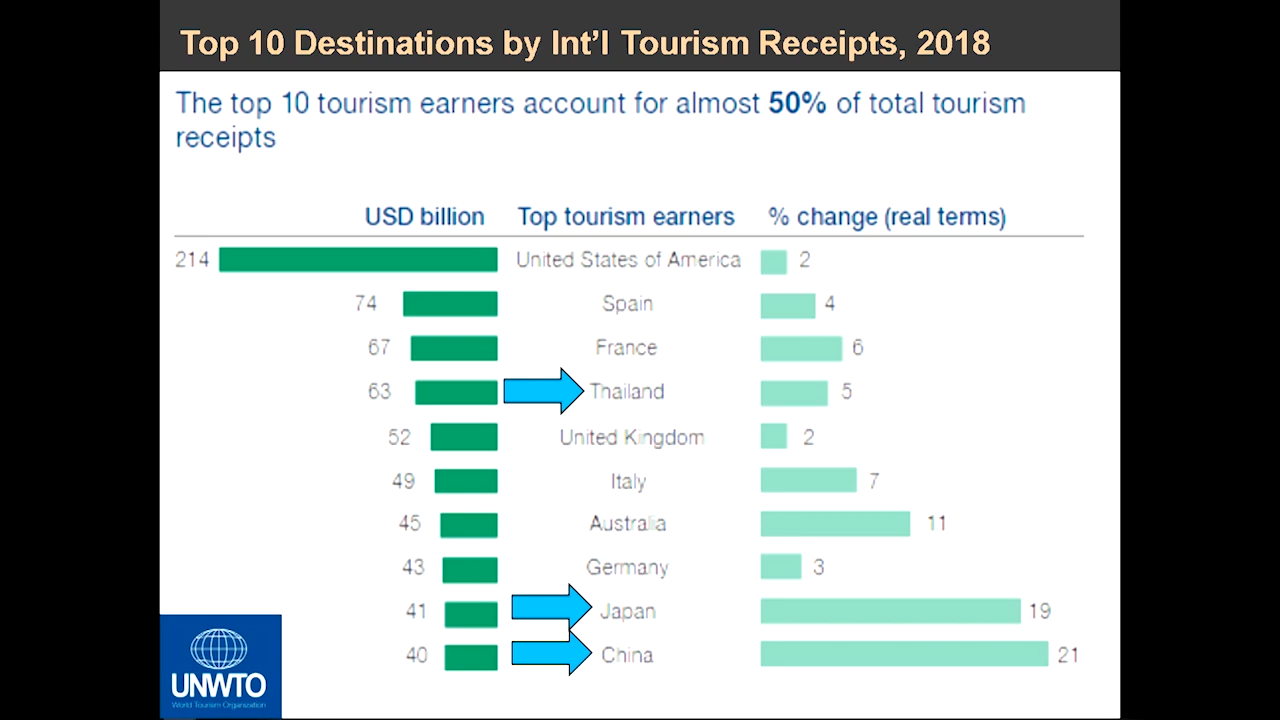 Top 10 Destinations by Int'l Tourism Receipts, 2018
The top 10 tourism earners account for almost 50% of total tourism
receipts
USD billion Top tourism earners % change (real terms)
214 United States of America 2
74 Spain 4
67 France 6
63 Thailand 5
52 United Kingdom 2
49 Italy 7
45 Australia 11
43 Germany 3
41 Japan 19
40 China 21
UNWTO
World Tourism Organization